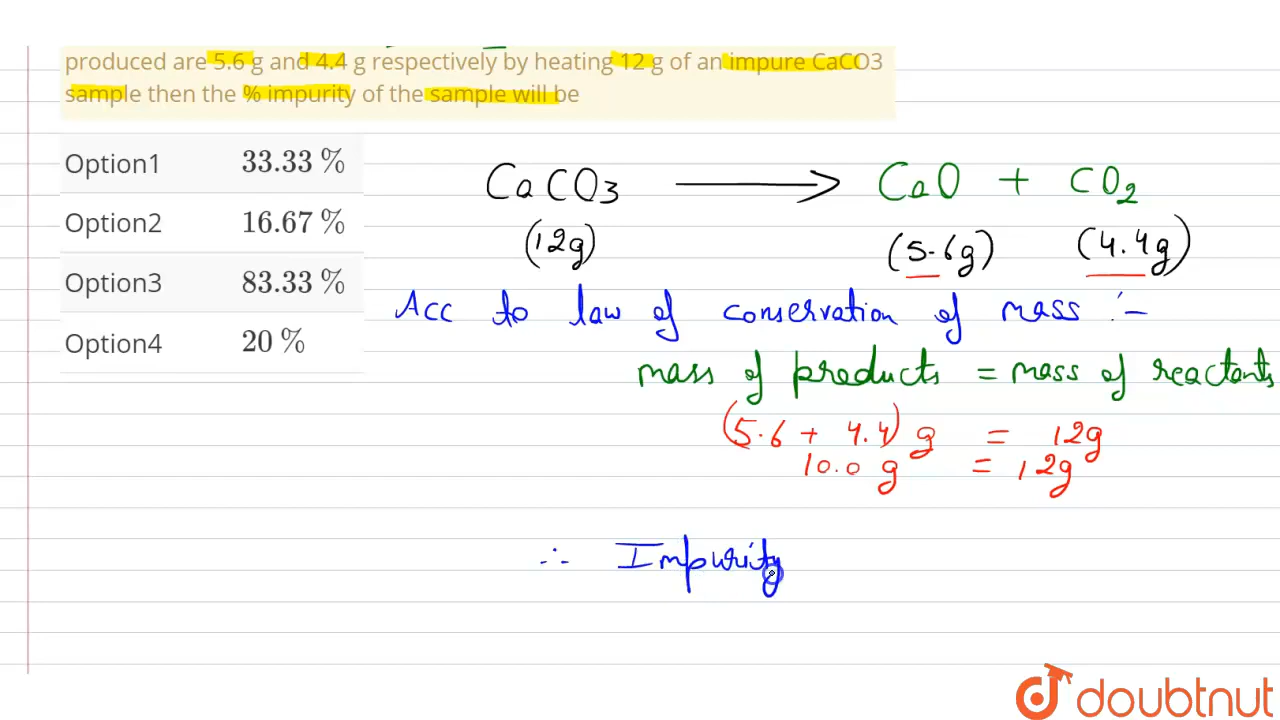 produced are 5.6 g and 4.4 g respectively by heating 12 g of an impure CaCO3
sample then the % impurity of the sample will be
Option1 33.33 %
Option2 16.67 %
Option3 83.33 %
Option4 20 %
CaCO3 ⟶ CaO + CO2
(12g) (5.6g) (4.4g)
Acc to law of conservation of mass :-
mass of products = mass of reactants
(5.6 + 4.4) g = 12g
10.0 g = 12g
∴ Impurity
doubtnut